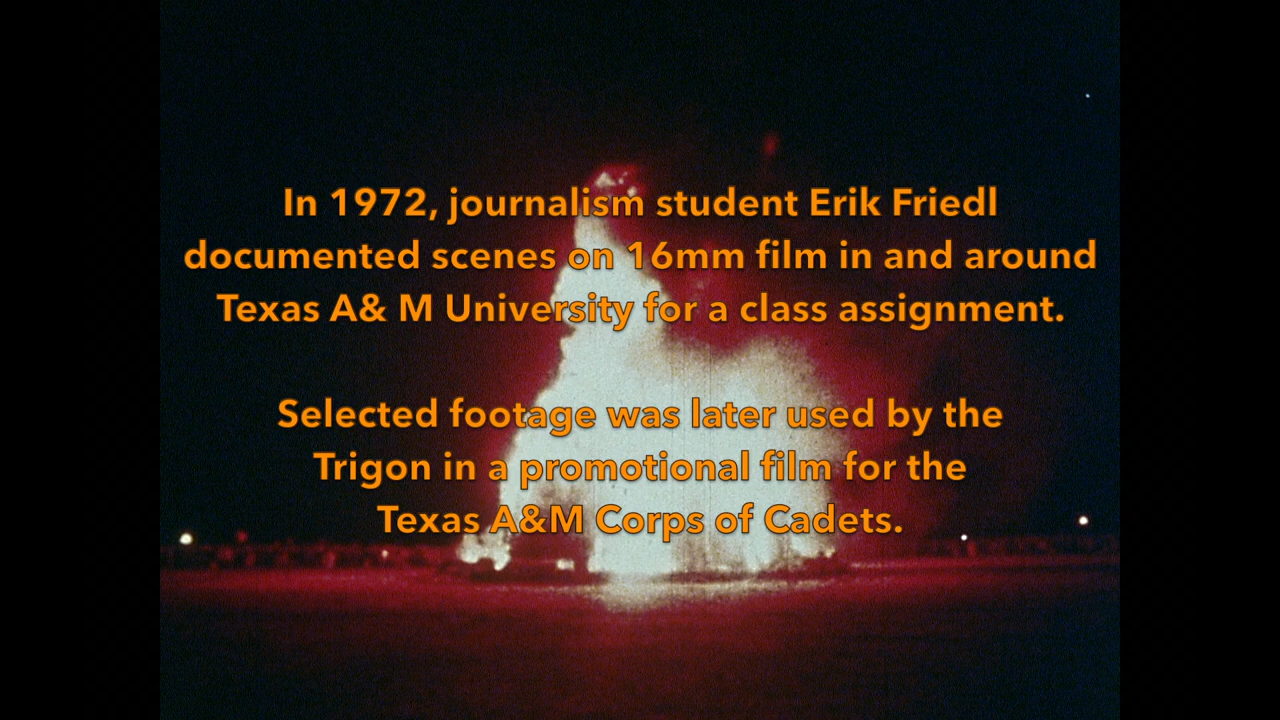 In 1972, journalism student Erik Friedl
documented scenes on 16mm film in and around
Texas A& M University for a class assignment.
Selected footage was later used by the
Trigon in a promotional film for the
Texas A&M Corps of Cadets.